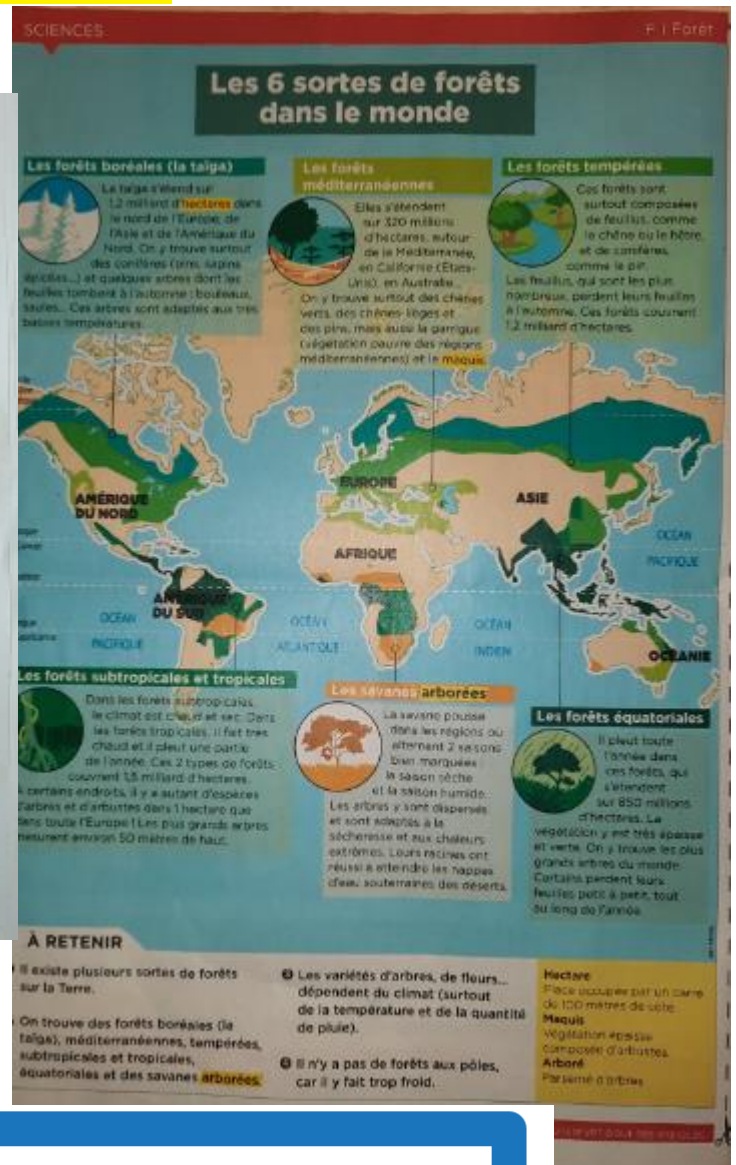 SCIENCES
F I Forêt
Les 6 sortes de forêts
dans le monde
Les forêts boréales (la taïga)
La taïga s'étend sur
1,2 milliard d'hectares dans
le nord de l'Europe, de
l'Asie et de l'Amérique du
Nord. On y trouve surtout
des conifères (pins, sapins,
épicéas...) et quelques arbres dont les
feuilles tombent à l'automne : bouleaux,
saules... Ces arbres sont adaptés aux très
basses températures.
Les forêts
méditerranéennes
Elles s'étendent
sur 320 millions
d'hectares, autour
de la Méditerranée,
en Californie (États-
Unis), en Australie...
On y trouve surtout des chênes
verts, des chênes-lièges et
des pins, mais aussi la garrigue
(végétation pauvre des régions
méditerranéennes) et le maquis.
Les forêts tempérées
Ces forêts sont
surtout composées
de feuillus, comme
le chêne ou le hêtre,
et de conifères,
comme le pin.
Les feuillus, qui sont les plus
nombreux, perdent leurs feuilles
à l'automne. Ces forêts couvrent
1,2 milliard d'hectares.
AMÉRIQUE
DU NORD
EUROPE
ASIE
AFRIQUE
OCÉAN
PACIFIQUE
AMÉRIQUE
DU SUD
OCÉAN
PACIFIQUE
OCÉAN
ATLANTIQUE
OCÉAN
INDIEN
OCÉANIE
Les forêts subtropicales et tropicales
Dans les forêts subtropicales,
le climat est chaud et sec. Dans
les forêts tropicales, il fait très
chaud et il pleut une partie
de l'année. Ces 2 types de forêts
couvrent 1,5 milliard d'hectares.
À certains endroits, il y a autant d'espèces
d'arbres et d'arbustes dans 1 hectare que
dans toute l'Europe ! Les plus grands arbres
mesurent environ 50 mètres de haut.
Les savanes arborées
La savane pousse
dans les régions où
alternent 2 saisons
bien marquées :
la saison sèche
et la saison humide.
Les arbres y sont dispersés
et sont adaptés à la
sécheresse et aux chaleurs
extrêmes. Leurs racines ont
réussi à atteindre les nappes
d'eau souterraines des déserts.
Les forêts équatoriales
Il pleut toute
l'année dans
ces forêts, qui
s'étendent
sur 850 millions
d'hectares. La
végétation y est très épaisse
et verte. On y trouve les plus
grands arbres du monde.
Certains perdent leurs
feuilles petit à petit, tout
au long de l'année.
À RETENIR
Il existe plusieurs sortes de forêts
sur la Terre.
On trouve des forêts boréales (la
taïga), méditerranéennes, tempérées,
subtropicales et tropicales,
équatoriales et des savanes arborées.
3 Les variétés d'arbres, de fleurs...
dépendent du climat (surtout
de la température et de la quantité
de pluie).
Il n'y a pas de forêts aux pôles,
car il y fait trop froid.
Hectare
Place occupée par un carré
de 100 mètres de côté.
Maquis
Végétation épaisse
composée d'arbustes.
Arboré
Parsemé d'arbres.